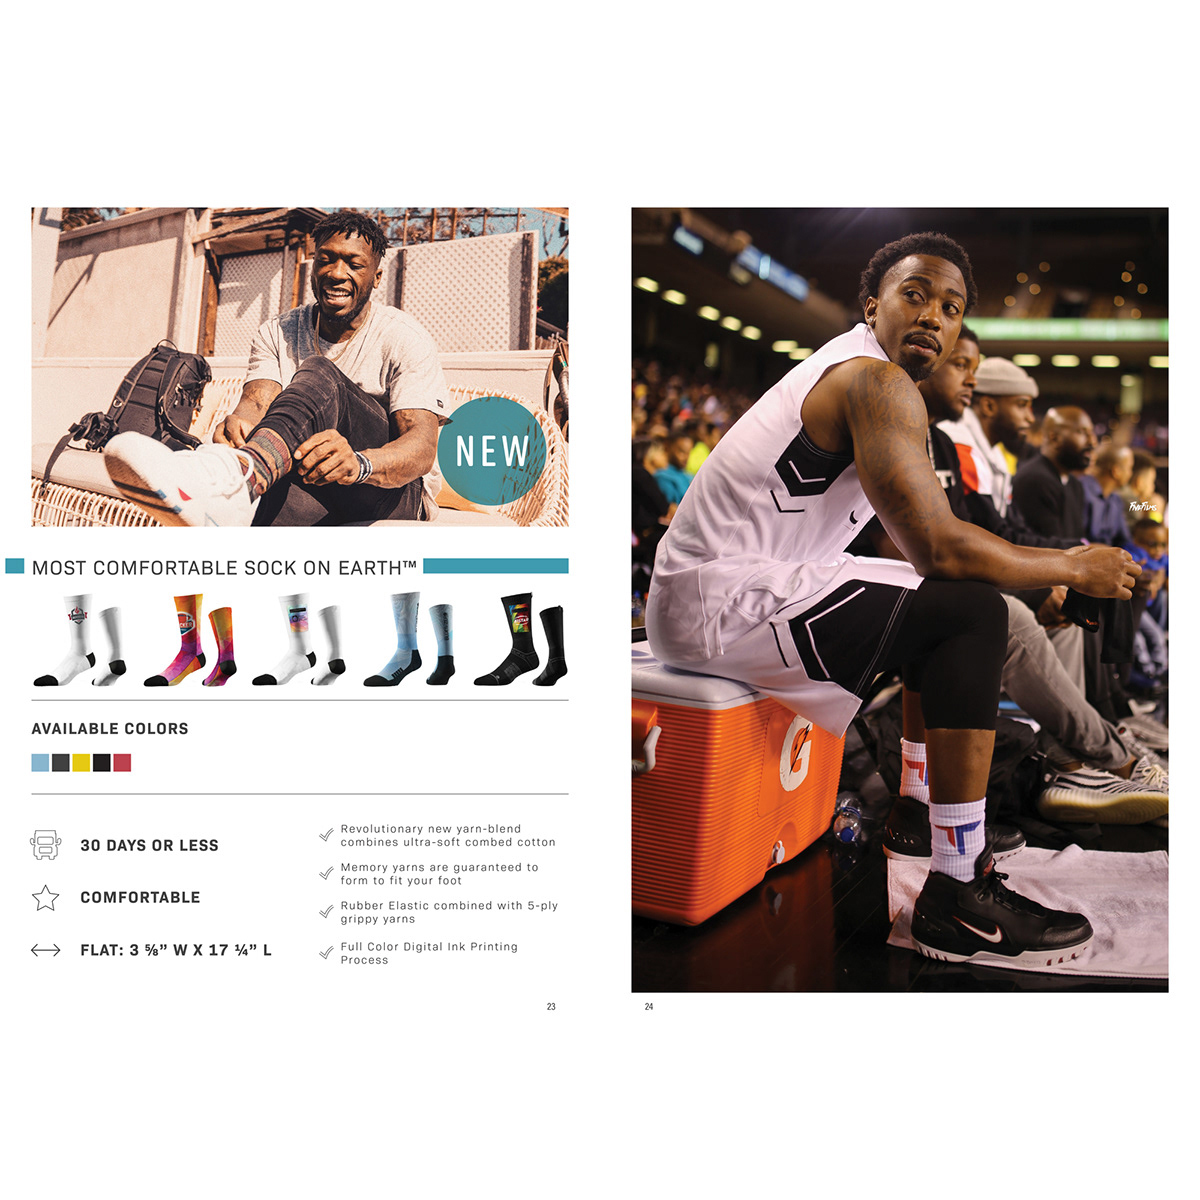 NEW
MOST COMFORTABLE SOCK ON EARTH™
AVAILABLE COLORS
30 DAYS OR LESS
COMFORTABLE
FLAT: 3 ⅝” W X 17 ¼” L
Revolutionary new yarn-blend
combines ultra-soft combed cotton
Memory yarns are guaranteed to
form to fit your foot
Rubber Elastic combined with 5-ply
grippy yarns
Full Color Digital Ink Printing
Process
23
G
24